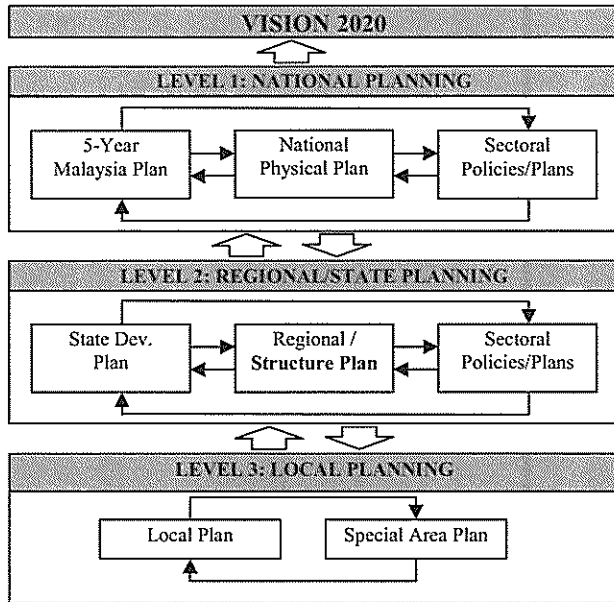 VISION 2020
LEVEL 1: NATIONAL PLANNING
5-Year
Malaysia Plan
National
Physical Plan
Sectoral
Policies/Plans
LEVEL 2: REGIONAL/STATE PLANNING
State Dev.
Plan
Regional /
Structure Plan
Sectoral
Policies/Plans
LEVEL 3: LOCAL PLANNING
Local Plan
Special Area Plan